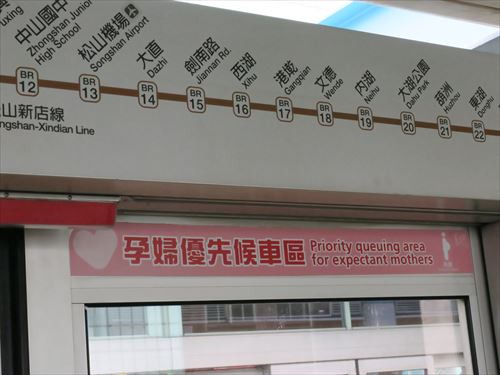 uxing
中山國中
Zhongshan Junior
High School
松山機場
Songshan Airport
大直
Dazhi
劍南路
Jiannan Rd.
西湖
Xihu
港墘
Gangqian
文德
Wende
內湖
Neihu
大湖公園
Dahu Park
葫洲
Huzhou
東湖
Donghu
BR 12
BR 13
BR 14
BR 15
BR 16
BR 17
BR 18
BR 19
BR 20
BR 21
BR 22
山新店線
ngshan-Xindian Line
孕婦優先候車區
Priority queuing area
for expectant mothers